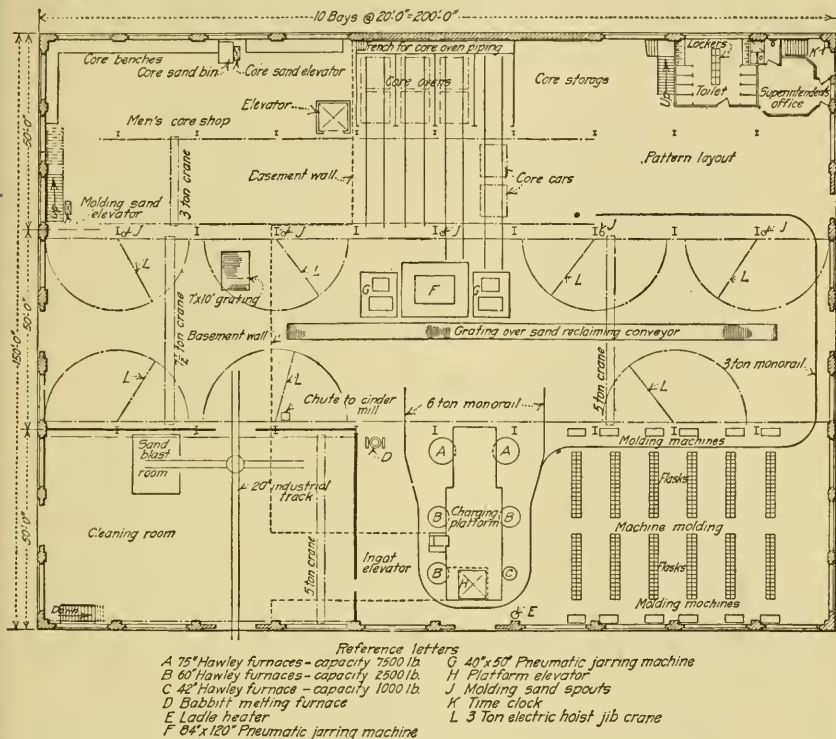 10 Bays @ 20'-0"=200'-0"
Core benches
Core sand bin
Core sand elevator
Trench for core oven piping
Core ovens
Core storage
Lockers
Toilet
K
Superintendents
office
Up
Elevator
Men's core shop
Basement wall
Pattern layout
Core cars
50'-0"
3 ton crane
Up
Molding sand
elevator
J
J
J
J
L
L
L
L
7'x10' grating
G
F
G
150'-0"
50'-0"
7½ ton crane
Basement wall
Grating over sand reclaiming conveyor
5 ton crane
3 ton monorail
L
L
L
Chute to cinder
mill
6 ton monorail
Molding machines
Sand
blast
room
D
A
A
20" industrial
track
Flasks
Charging
platform
B
B
Machine molding
50'-0"
Cleaning room
5 ton crane
Ingot
elevator
B
C
H
Flasks
Down
E
Molding machines
Reference letters
A 75" Hawley furnaces - capacity 7500 lb.
B 60" Hawley furnaces - capacity 2500 lb.
C 42" Hawley furnace - capacity 1000 lb.
D Babbitt melting furnace
E Ladle heater
F 84"x120" Pneumatic jarring machine
G 40"x50" Pneumatic jarring machine
H Platform elevator
J Molding sand spouts
K Time clock
L 3 Ton electric hoist jib crane